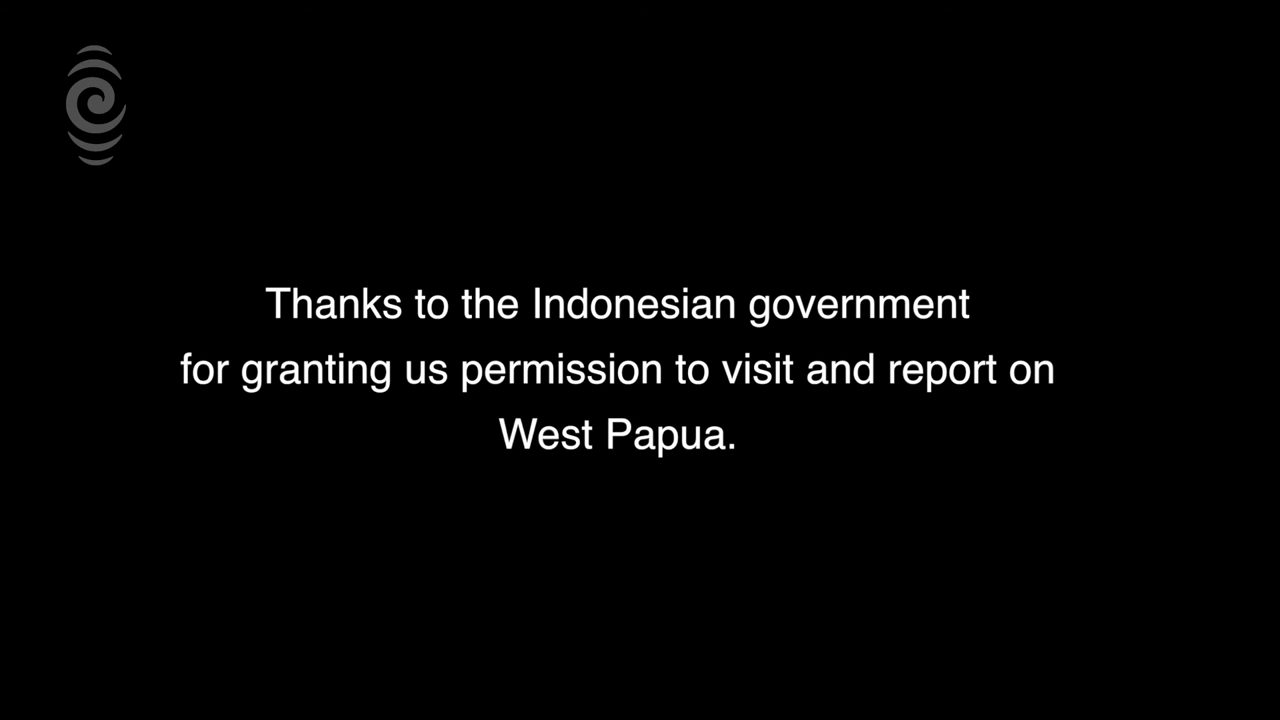 Thanks to the Indonesian government
for granting us permission to visit and report on
West Papua.